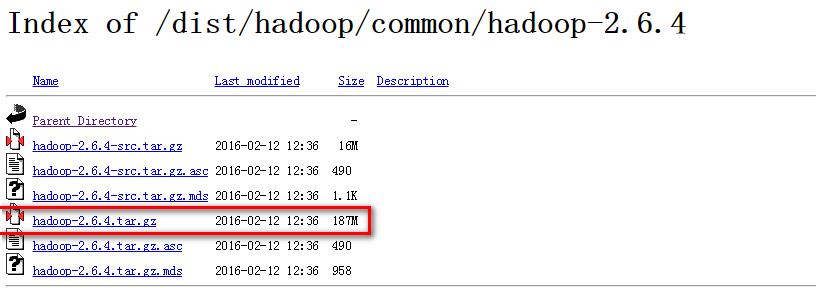 Index of /dist/hadoop/common/hadoop-2.6.4
Name Last modified Size Description
Parent Directory -
hadoop-2.6.4-src.tar.gz 2016-02-12 12:36 16M
hadoop-2.6.4-src.tar.gz.asc 2016-02-12 12:36 490
hadoop-2.6.4-src.tar.gz.mds 2016-02-12 12:36 1.1K
hadoop-2.6.4.tar.gz 2016-02-12 12:36 187M
hadoop-2.6.4.tar.gz.asc 2016-02-12 12:36 490
hadoop-2.6.4.tar.gz.mds 2016-02-12 12:36 958